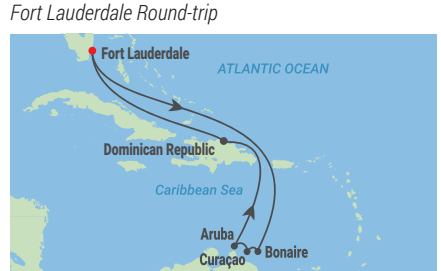 Fort Lauderdale Round-trip
Fort Lauderdale
ATLANTIC OCEAN
Dominican Republic
Caribbean Sea
Aruba
Curaçao
Bonaire